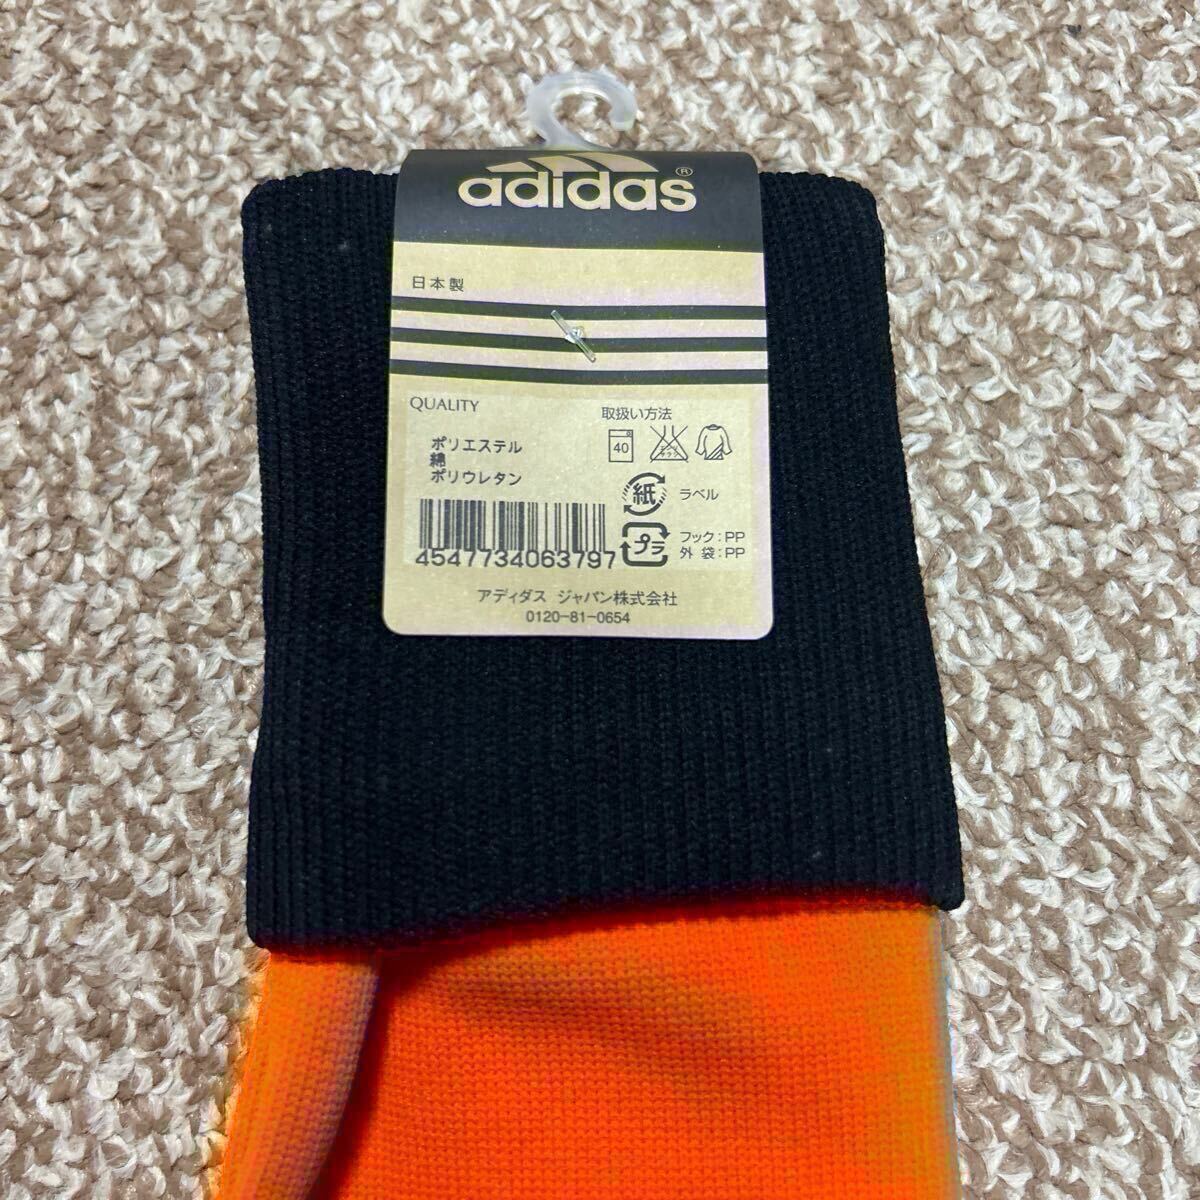 adidas®
日本製
QUALITY
ポリエステル
綿
ポリウレタン
4547734063797
取扱い方法
40
紙 ラベル
プラ フック:PP
外 袋:PP
アディダス ジャパン株式会社
0120-81-0654